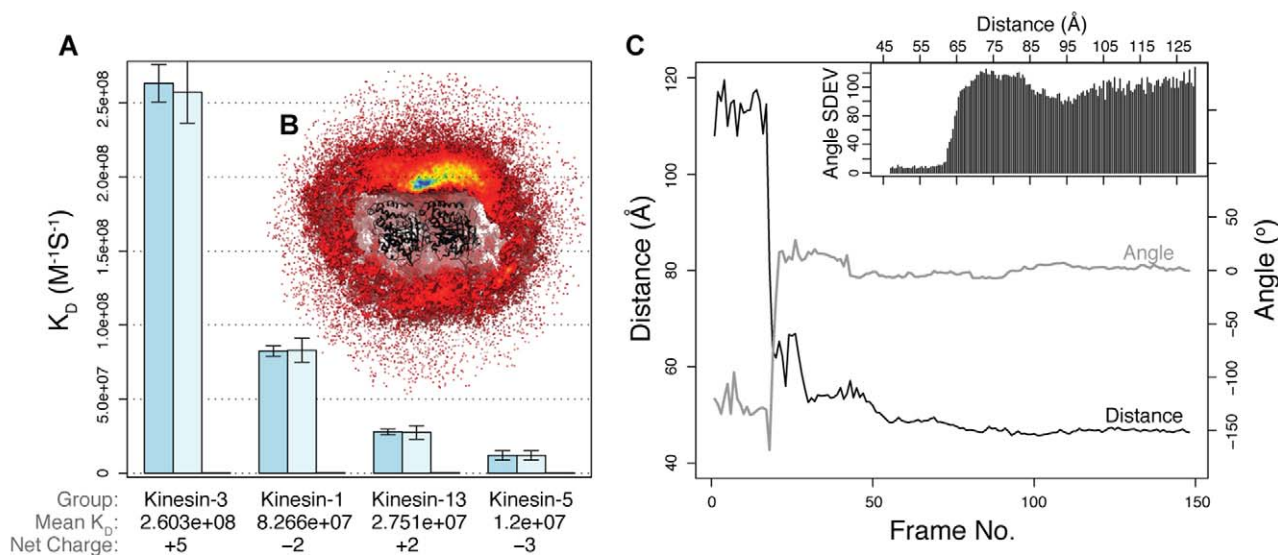 A
K_D (M⁻¹S⁻¹)
2.5e+08
2.0e+08
1.5e+08
1.0e+08
5.0e+07
0
B
Group: Kinesin-3 Kinesin-1 Kinesin-13 Kinesin-5
Mean K_D: 2.603e+08 8.266e+07 2.751e+07 1.2e+07
Net Charge: +5 −2 +2 −3
C
Distance (Å)
45 55 65 75 85 95 105 115 125
Angle SDEV
100
80
40
0
Distance (Å)
120
100
80
60
40
Angle
Distance
50
0
−50
−100
−150
Angle (º)
0 50 100 150
Frame No.